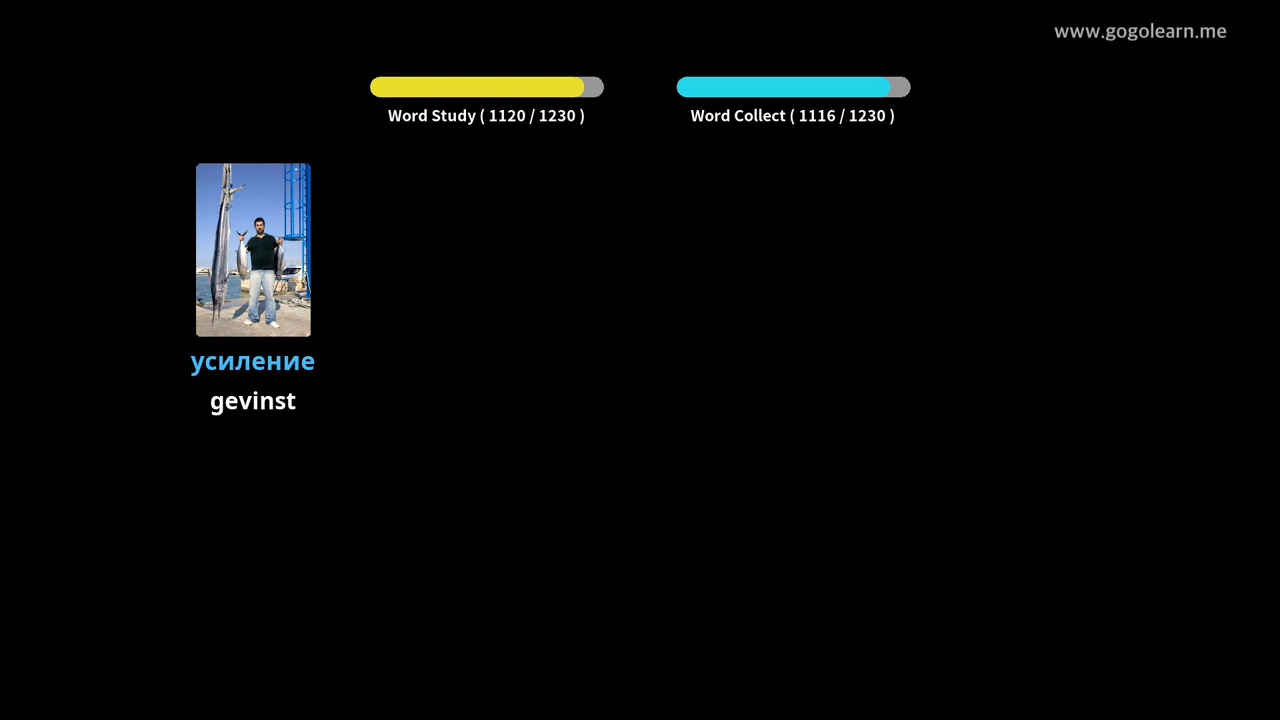 www.gogolearn.me
Word Study ( 1120 / 1230 )
Word Collect ( 1116 / 1230 )
усиление
gevinst